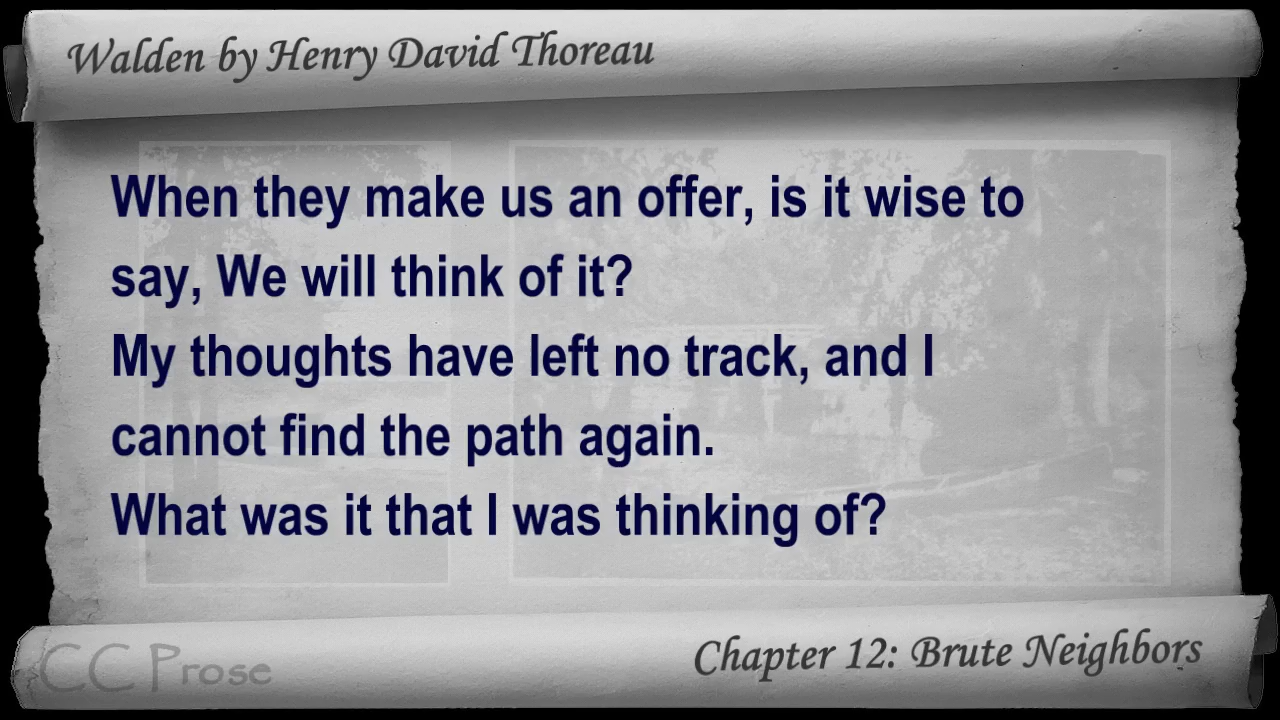 Walden by Henry David Thoreau
When they make us an offer, is it wise to
say, We will think of it?
My thoughts have left no track, and I
cannot find the path again.
What was it that I was thinking of?
CC Prose
Chapter 12: Brute Neighbors